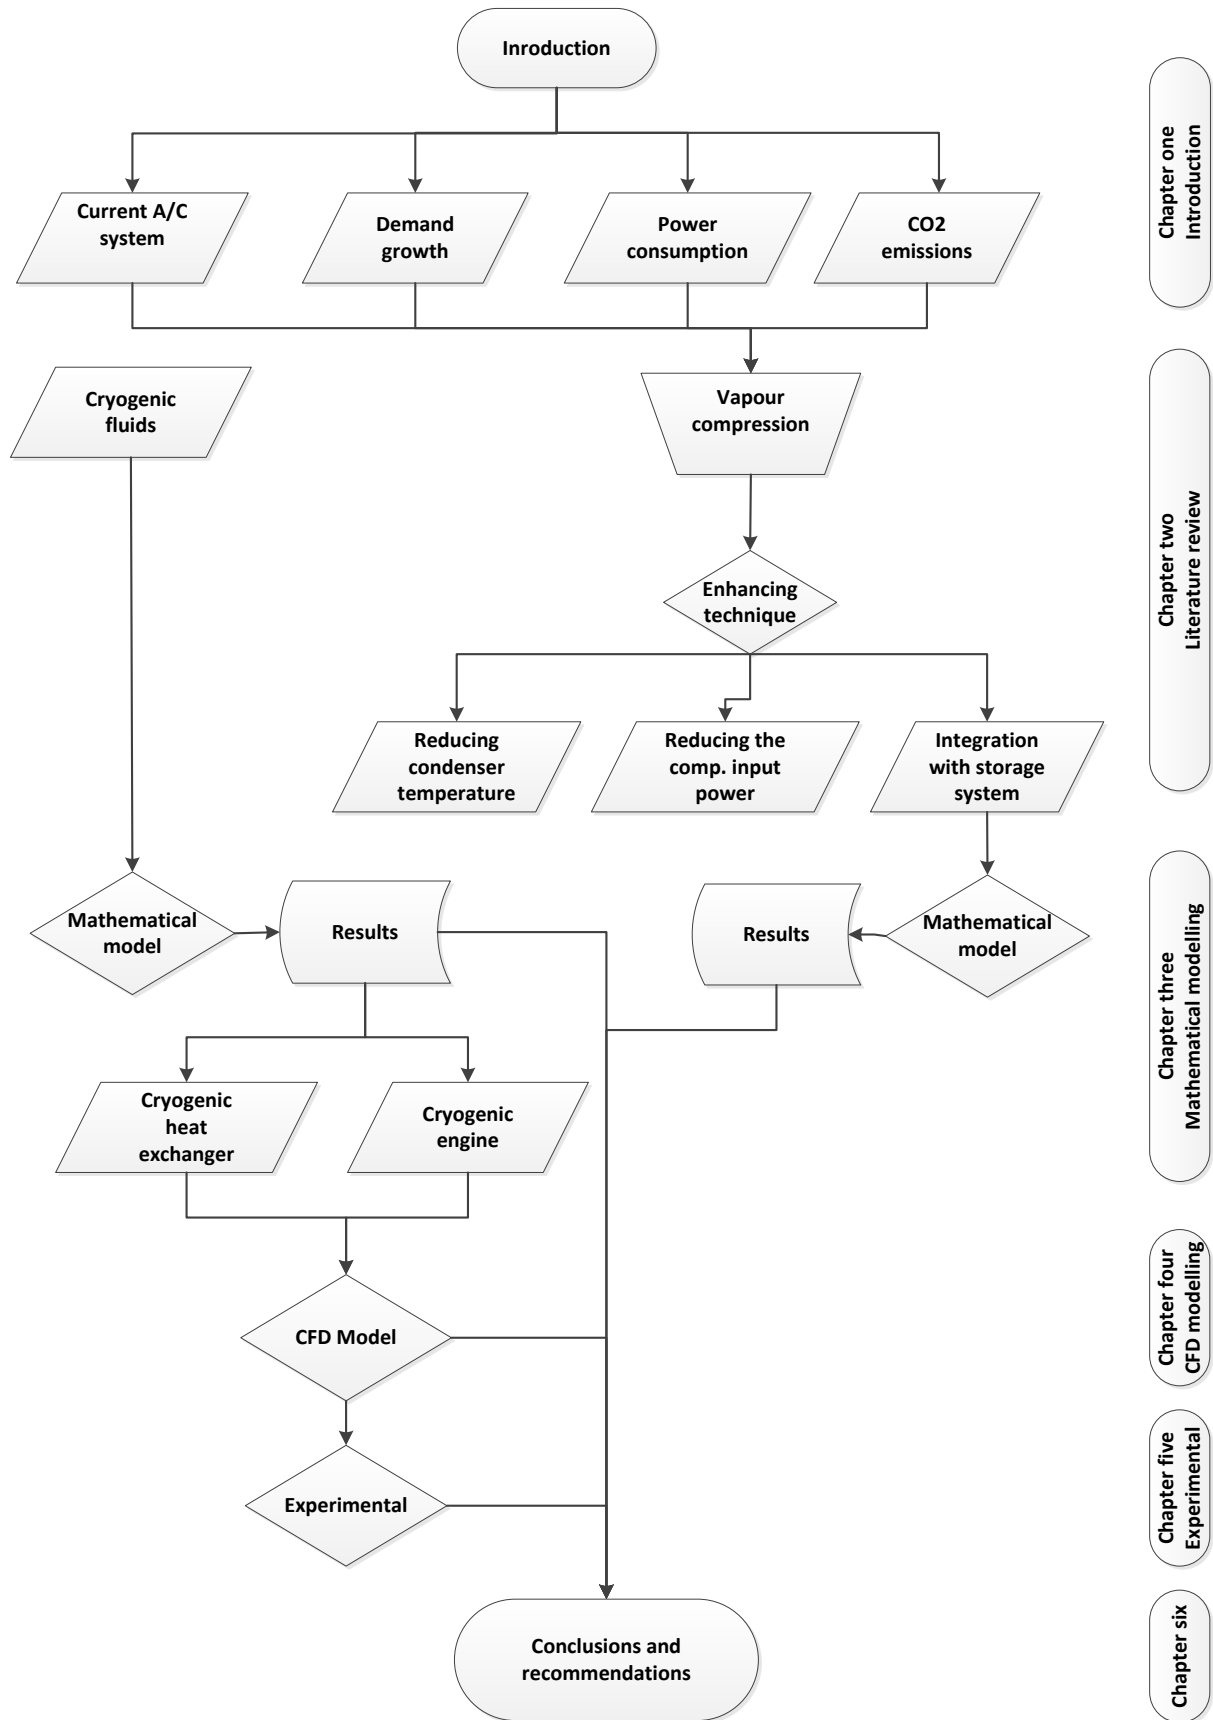 Inroduction
Current A/C
system
Demand
growth
Power
consumption
CO2
emissions
Chapter one
Introduction
Cryogenic
fluids
Vapour
compression
Enhancing
technique
Reducing
condenser
temperature
Reducing the
comp. input
power
Integration
with storage
system
Chapter two
Literature review
Mathematical
model
Results
Results
Mathematical
model
Cryogenic
heat
exchanger
Cryogenic
engine
Chapter three
Mathematical modelling
CFD Model
Chapter four
CFD modelling
Experimental
Chapter five
Experimental
Conclusions and
recommendations
Chapter six